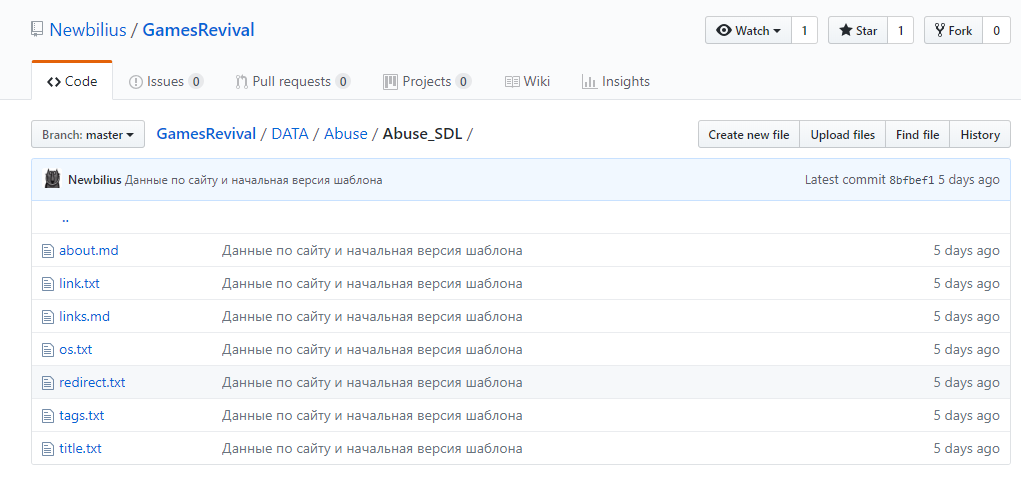 Newbilius / GamesRevival Watch 1 Star 1 Fork 0
Code Issues 0 Pull requests 0 Projects 0 Wiki Insights
Branch: master GamesRevival / DATA / Abuse / Abuse_SDL / Create new file Upload files Find file History
Newbilius Данные по сайту и начальная версия шаблона Latest commit 8bfbef1 5 days ago
..
about.md Данные по сайту и начальная версия шаблона 5 days ago
link.txt Данные по сайту и начальная версия шаблона 5 days ago
links.md Данные по сайту и начальная версия шаблона 5 days ago
os.txt Данные по сайту и начальная версия шаблона 5 days ago
redirect.txt Данные по сайту и начальная версия шаблона 5 days ago
tags.txt Данные по сайту и начальная версия шаблона 5 days ago
title.txt Данные по сайту и начальная версия шаблона 5 days ago